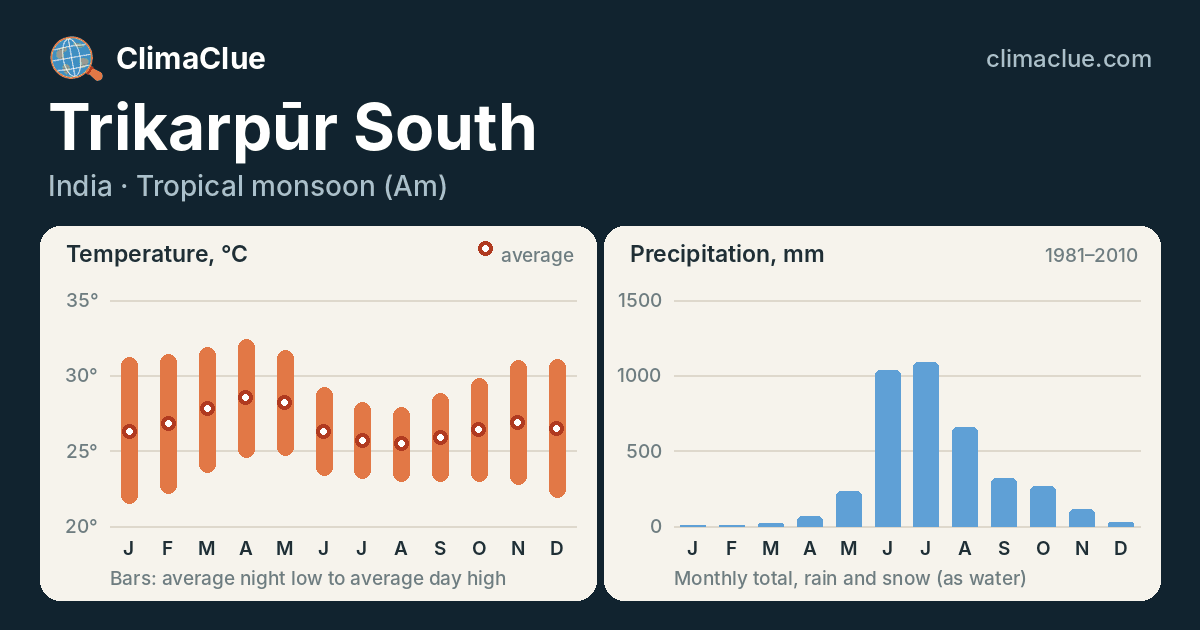 ClimaClue
climaclue.com
Trikarpūr South
India · Tropical monsoon (Am)
Temperature, °C
average
35°
30°
25°
20°
J F M A M J J A S O N D
Bars: average night low to average day high
Precipitation, mm
1981–2010
1500
1000
500
0
J F M A M J J A S O N D
Monthly total, rain and snow (as water)